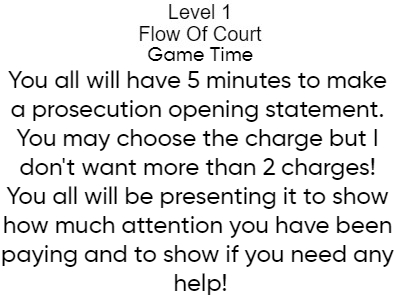 Level 1
Flow Of Court
Game Time
You all will have 5 minutes to make
a prosecution opening statement.
You may choose the charge but I
don't want more than 2 charges!
You all will be presenting it to show
how much attention you have been
paying and to show if you need any
help!